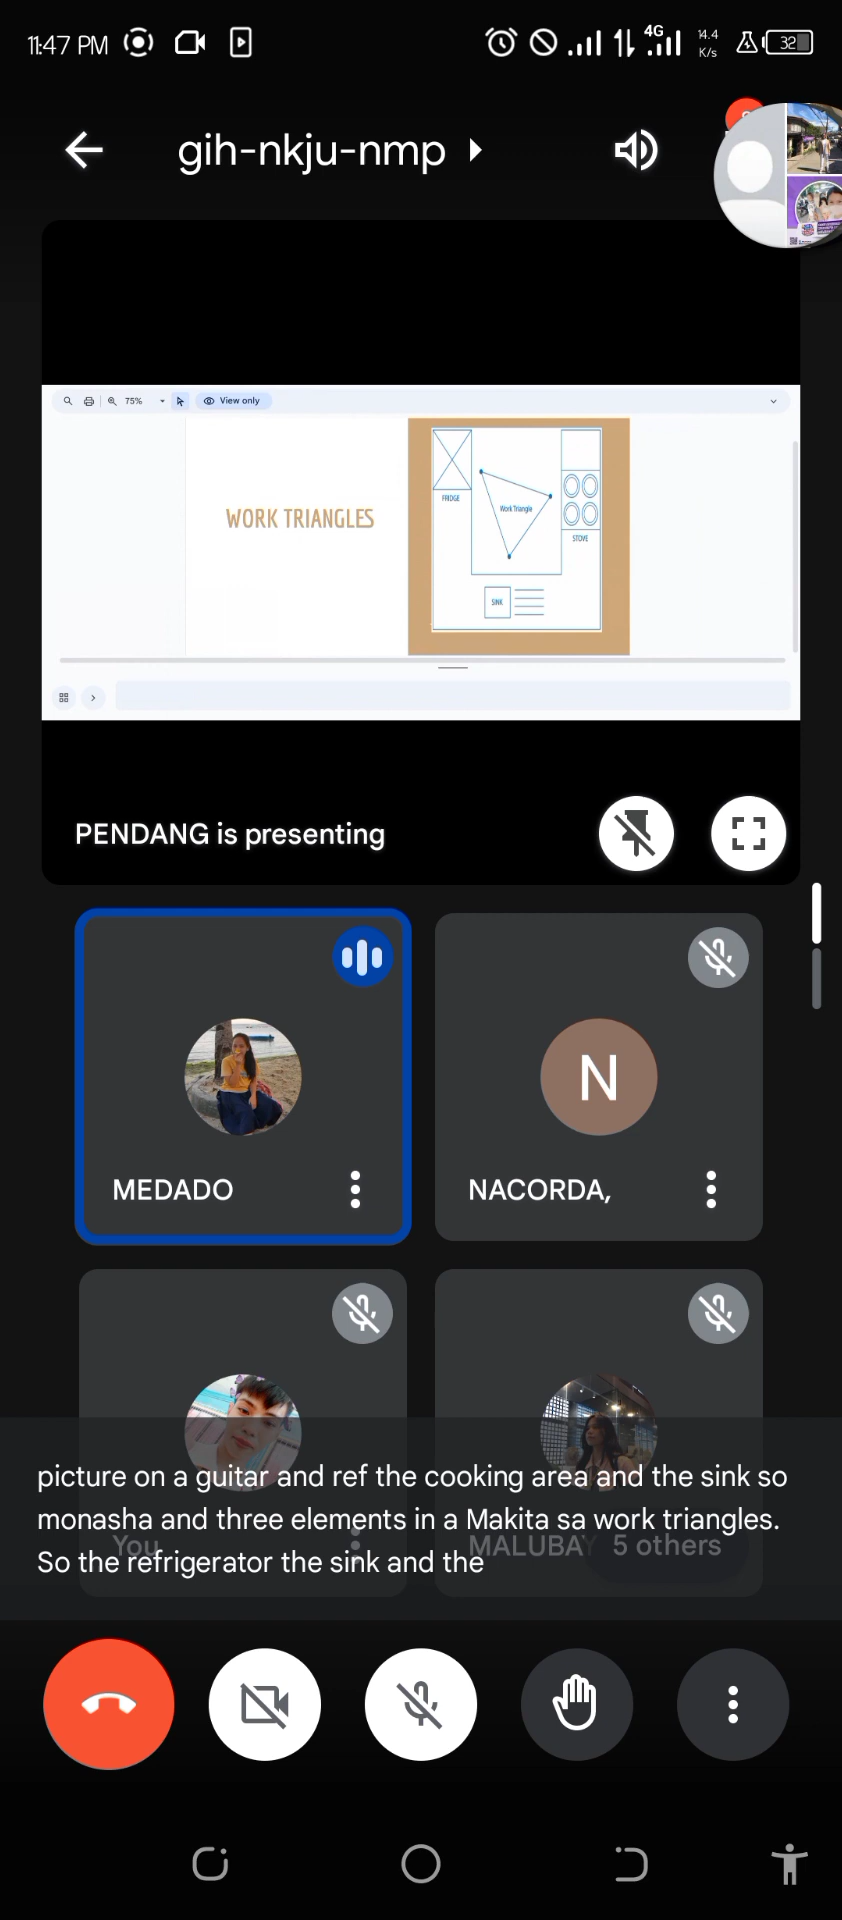 11:47 PM
4G
14.4
K/s
32
gih-nkju-nmp
75%
View only
WORK TRIANGLES
FRIDGE
Work Triangle
STOVE
SINK
PENDANG is presenting
MEDADO
NACORDA,
picture on a guitar and ref the cooking area and the sink so
monasha and three elements in a Makita sa work triangles.
So the refrigerator the sink and the
You
MALUBAY
5 others